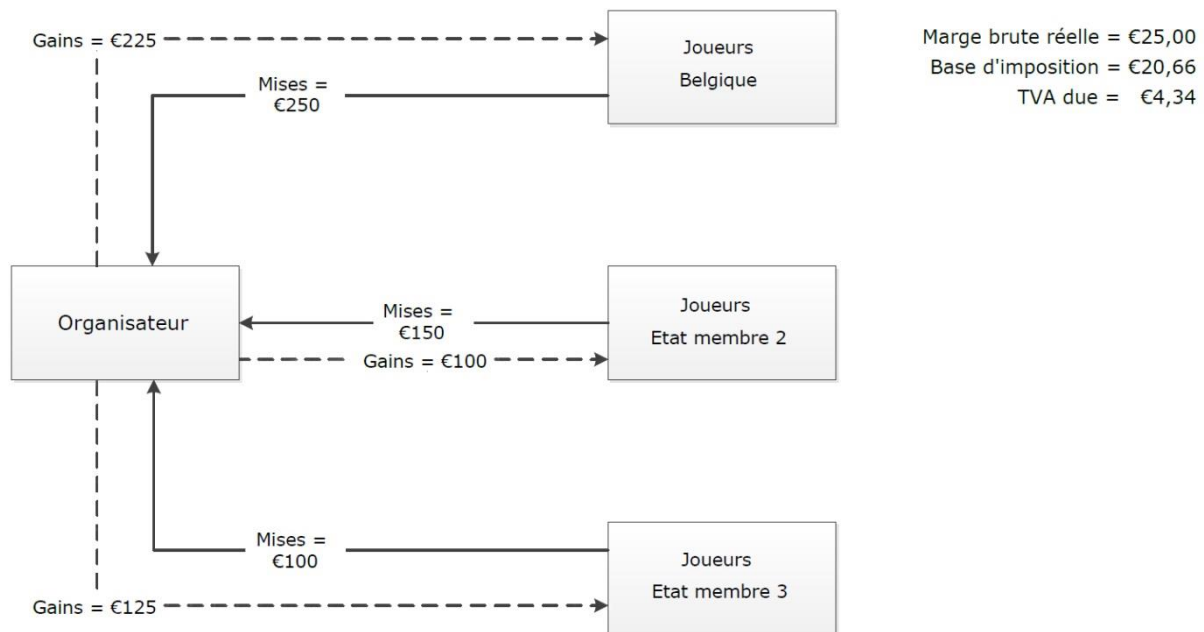 Gains = €225
Joueurs
Belgique
Marge brute réelle = €25,00
Base d'imposition = €20,66
TVA due = €4,34
Mises =
€250
Organisateur
Mises =
€150
Gains = €100
Joueurs
Etat membre 2
Mises =
€100
Gains = €125
Joueurs
Etat membre 3